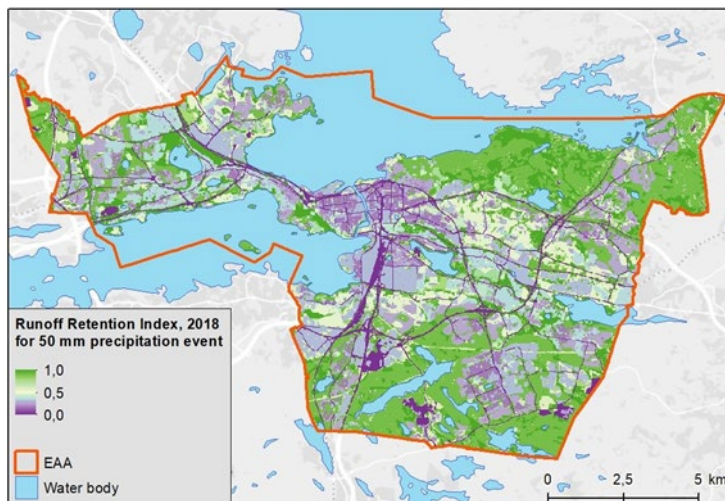 Runoff Retention Index, 2018
for 50 mm precipitation event
1,0
0,5
0,0
EAA
Water body
0 2,5 5 km